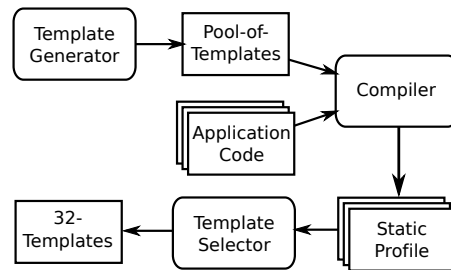 Template
Generator
Pool-of-
Templates
Compiler
Application
Code
32-
Templates
Template
Selector
Static
Profile